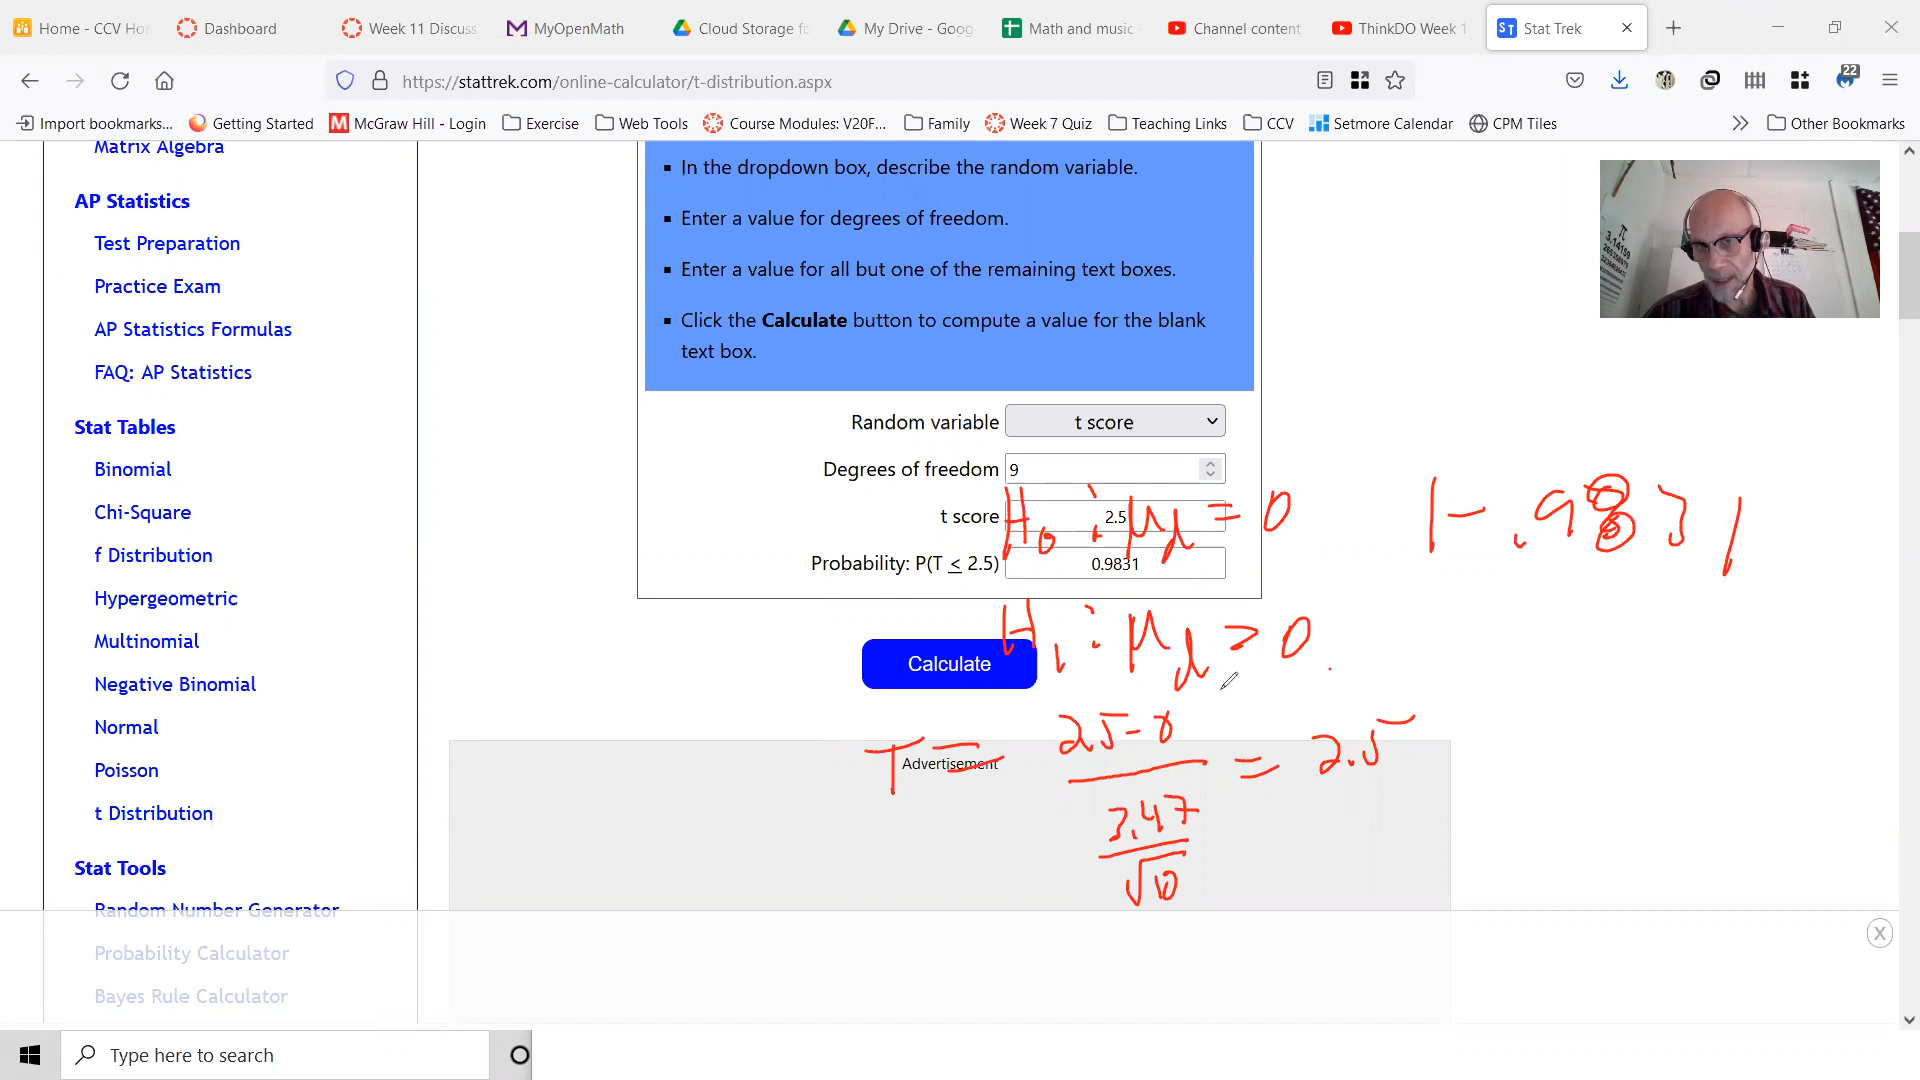 Home - CCV Hor
Dashboard
Week 11 Discuss
MyOpenMath
Cloud Storage fo
My Drive - Goog
Math and music
Channel content
ThinkDO Week 1
ST Stat Trek
https://stattrek.com/online-calculator/t-distribution.aspx
22
Import bookmarks...
Getting Started
M McGraw Hill - Login
Exercise
Web Tools
Course Modules: V20F...
Family
Week 7 Quiz
Teaching Links
CCV
Setmore Calendar
CPM Tiles
Other Bookmarks
Matrix Algebra
AP Statistics
Test Preparation
Practice Exam
AP Statistics Formulas
FAQ: AP Statistics
Stat Tables
Binomial
Chi-Square
f Distribution
Hypergeometric
Multinomial
Negative Binomial
Normal
Poisson
t Distribution
Stat Tools
Random Number Generator
Probability Calculator
Bayes Rule Calculator
In the dropdown box, describe the random variable.
Enter a value for degrees of freedom.
Enter a value for all but one of the remaining text boxes.
Click the Calculate button to compute a value for the blank
text box.
Random variable t score
Degrees of freedom 9
t score 2.5
Probability: P(T ≤ 2.5) 0.9831
Calculate
Advertisement
H₀ : μd = 0
1 - .9831
H₁ : μd > 0
T = 2.5 - 0 / 3.47 / √10 = 2.5
π
3.14159
X
Type here to search